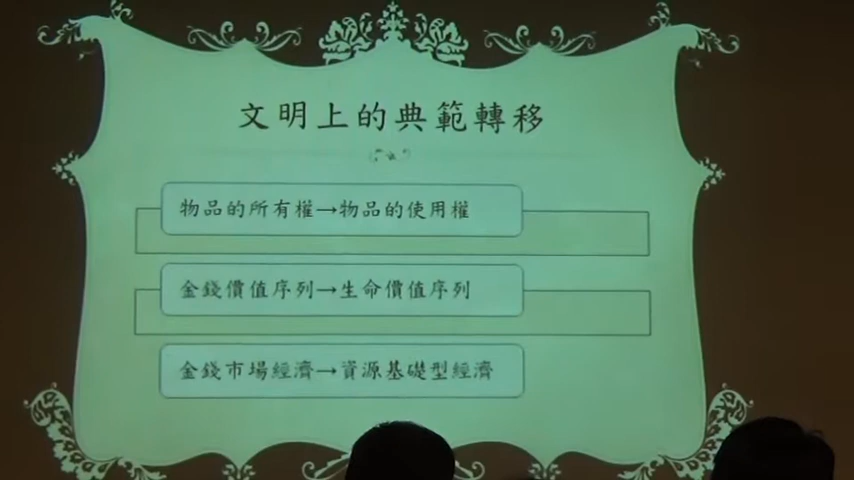 文明上的典範轉移
物品的所有權→物品的使用權
金錢價值序列→生命價值序列
金錢市場經濟→資源基礎型經濟